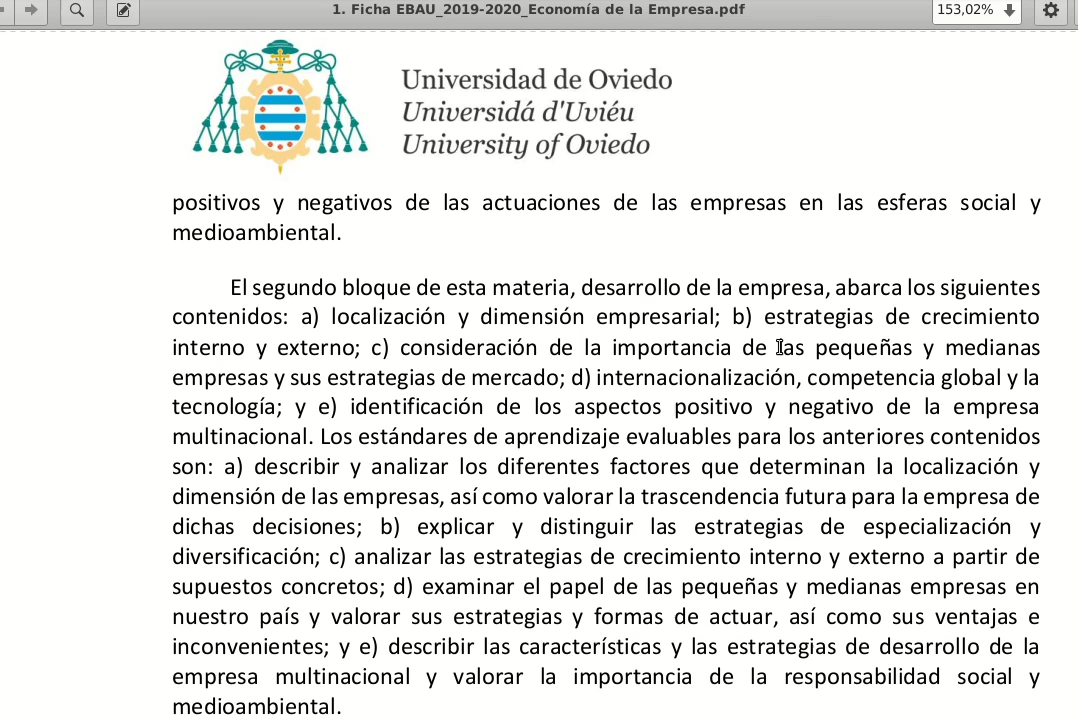 1. Ficha EBAU_2019-2020_Economía de la Empresa.pdf
153,02%
Universidad de Oviedo
Universidá d'Uviéu
University of Oviedo
positivos y negativos de las actuaciones de las empresas en las esferas social y
medioambiental.
El segundo bloque de esta materia, desarrollo de la empresa, abarca los siguientes
contenidos: a) localización y dimensión empresarial; b) estrategias de crecimiento
interno y externo; c) consideración de la importancia de las pequeñas y medianas
empresas y sus estrategias de mercado; d) internacionalización, competencia global y la
tecnología; y e) identificación de los aspectos positivo y negativo de la empresa
multinacional. Los estándares de aprendizaje evaluables para los anteriores contenidos
son: a) describir y analizar los diferentes factores que determinan la localización y
dimensión de las empresas, así como valorar la trascendencia futura para la empresa de
dichas decisiones; b) explicar y distinguir las estrategias de especialización y
diversificación; c) analizar las estrategias de crecimiento interno y externo a partir de
supuestos concretos; d) examinar el papel de las pequeñas y medianas empresas en
nuestro país y valorar sus estrategias y formas de actuar, así como sus ventajas e
inconvenientes; y e) describir las características y las estrategias de desarrollo de la
empresa multinacional y valorar la importancia de la responsabilidad social y
medioambiental.